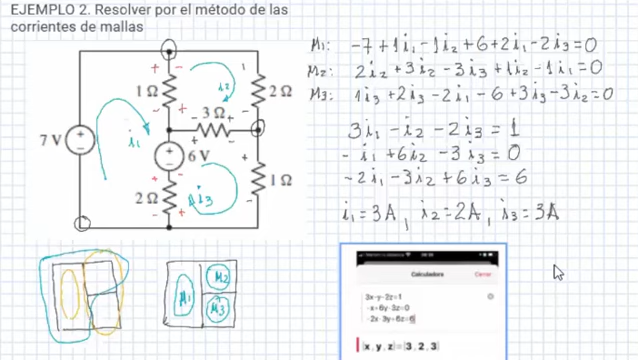 EJEMPLO 2. Resolver por el método de las
corrientes de mallas
M1: -7 + 1i1 - 1i2 + 6 + 2i1 - 2i3 = 0
M2: 2i2 + 3i2 - 3i3 + 1i2 - 1i1 = 0
M3: 1i3 + 2i3 - 2i1 - 6 + 3i3 - 3i2 = 0
3i1 - i2 - 2i3 = 1
- i1 + 6i2 - 3i3 = 0
-2i1 - 3i2 + 6i3 = 6
i1 = 3A, i2 = 2A, i3 = 3A
1 Ω
i2
2 Ω
3 Ω
7 V
i1
6 V
2 Ω
i3
1 Ω
M1
M2
M3
Calculadora
Cerrar
3x-y-2z=1
-x+6y-3z=0
-2x-3y+6z=6
{x,y,z}={3,2,3}